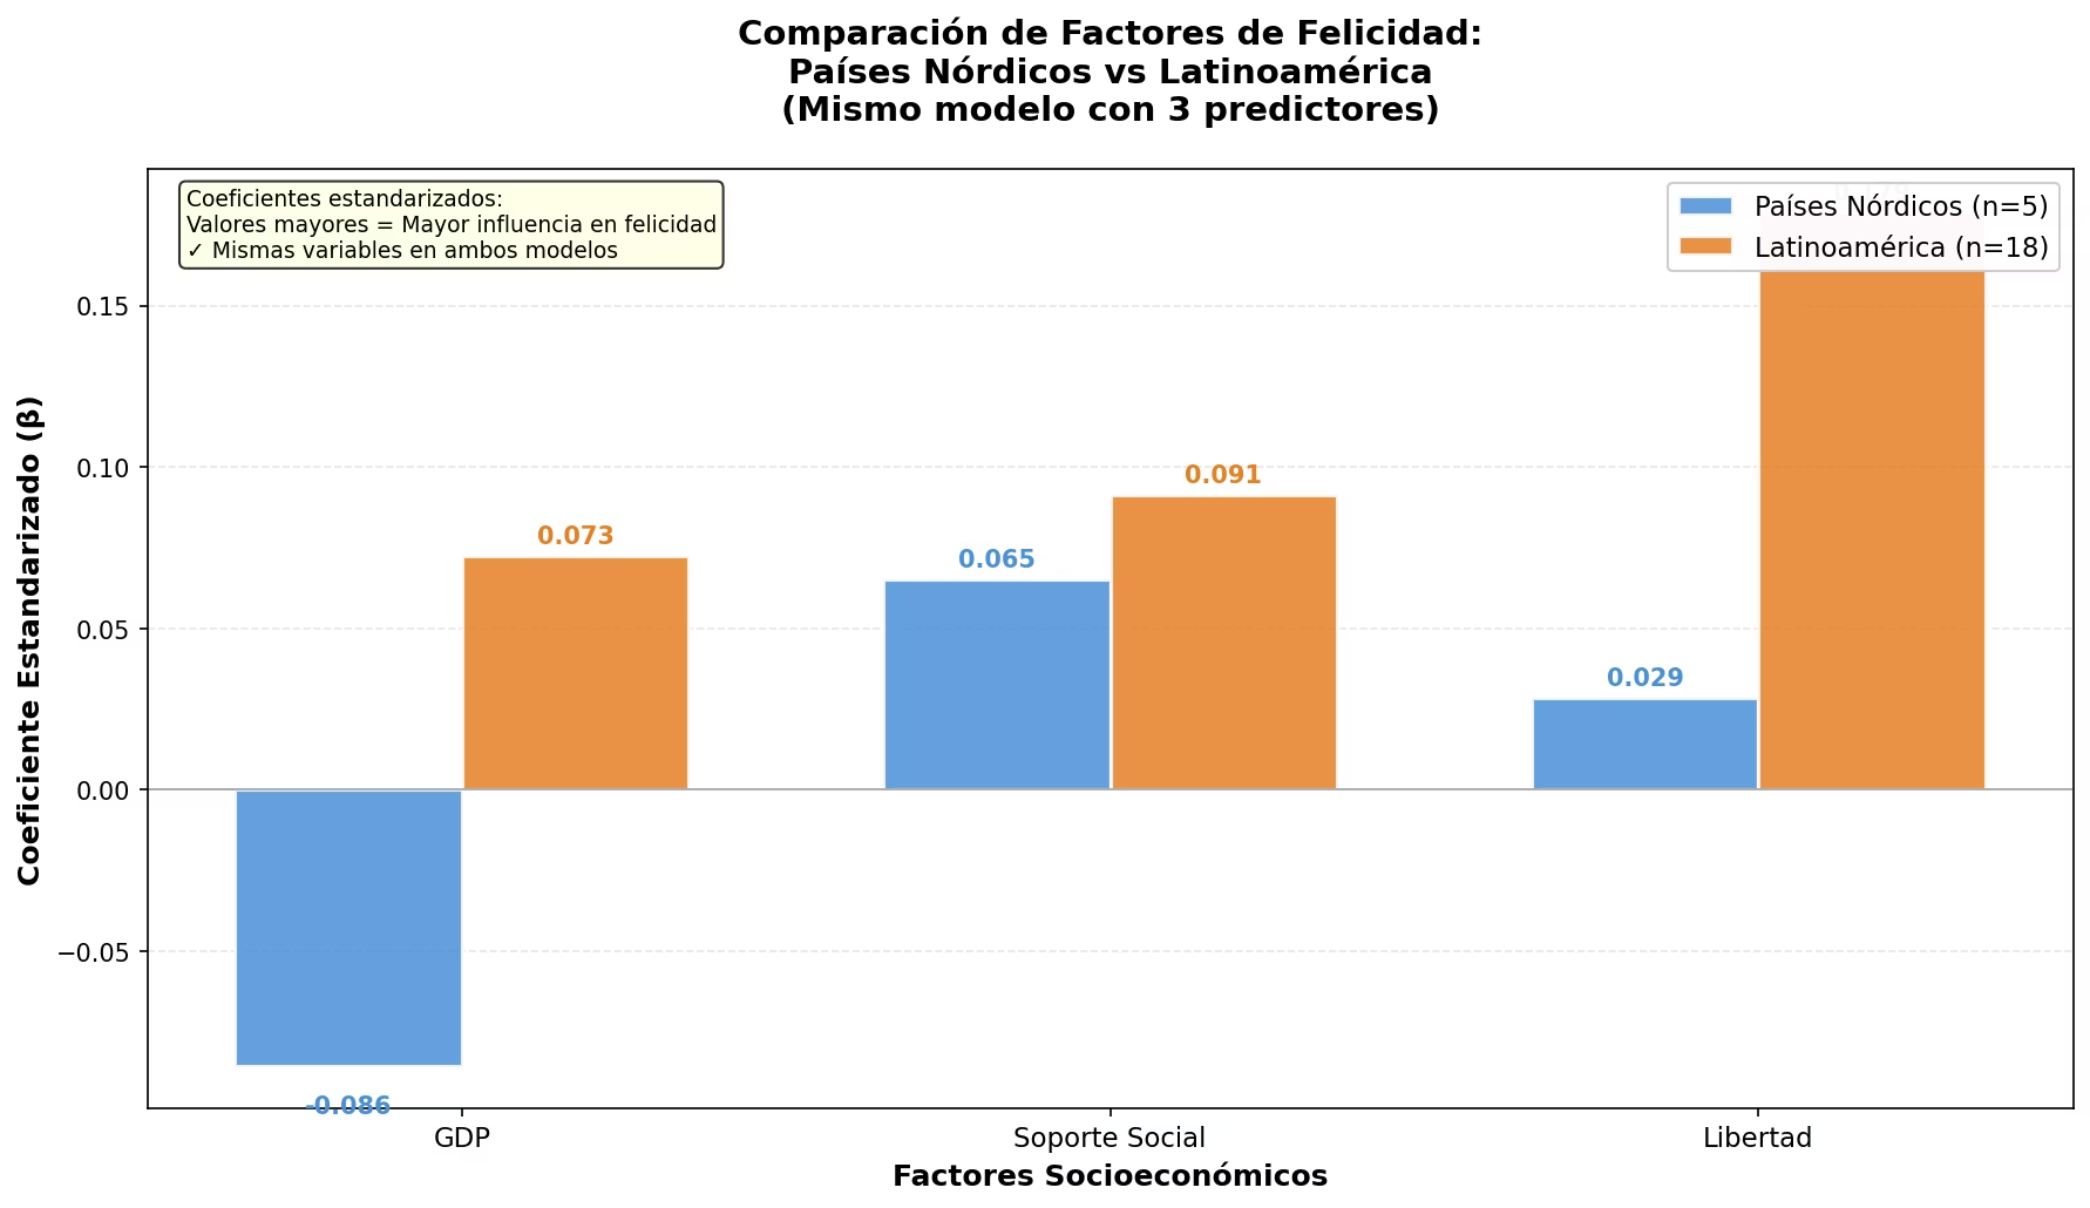 Comparación de Factores de Felicidad:
Países Nórdicos vs Latinoamérica
(Mismo modelo con 3 predictores)
Coeficientes estandarizados:
Valores mayores = Mayor influencia en felicidad
✓ Mismas variables en ambos modelos
Países Nórdicos (n=5)
Latinoamérica (n=18)
Coeficiente Estandarizado (β)
0.15
0.10
0.05
0.00
−0.05
-0.086
0.073
0.065
0.091
0.029
GDP
Soporte Social
Libertad
Factores Socioeconómicos